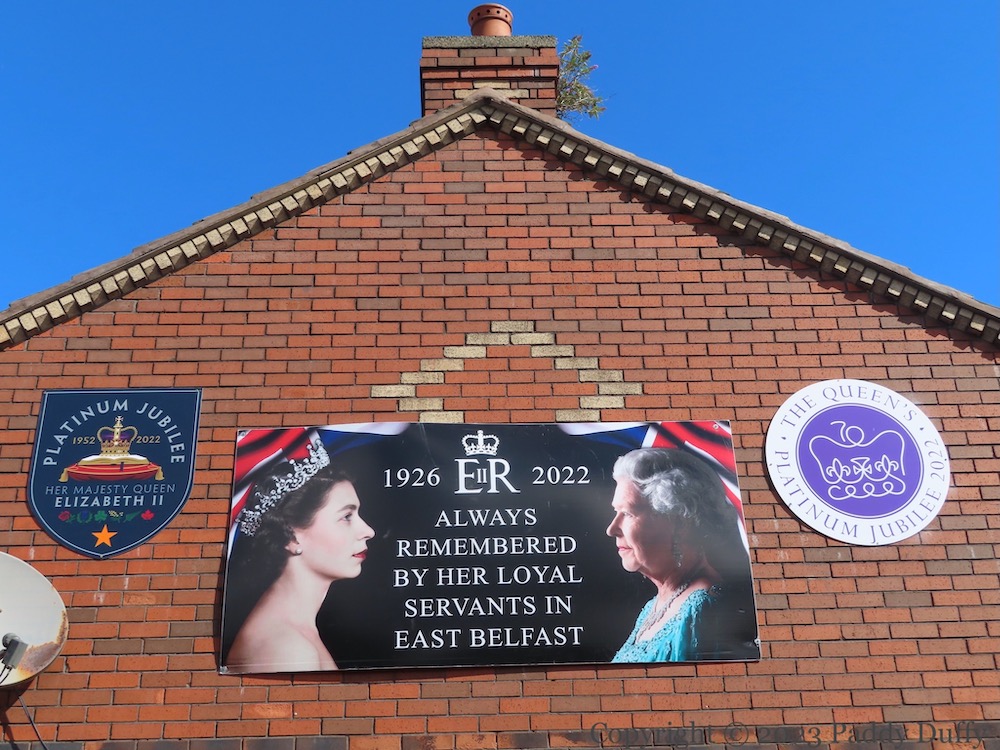 PLATINUM JUBILEE
1952 2022
HER MAJESTY QUEEN
ELIZABETH II
1926 EIIR 2022
ALWAYS
REMEMBERED
BY HER LOYAL
SERVANTS IN
EAST BELFAST
THE QUEEN'S
PLATINUM JUBILEE 2022
70
Copyright © 2023 Paddy Duffy